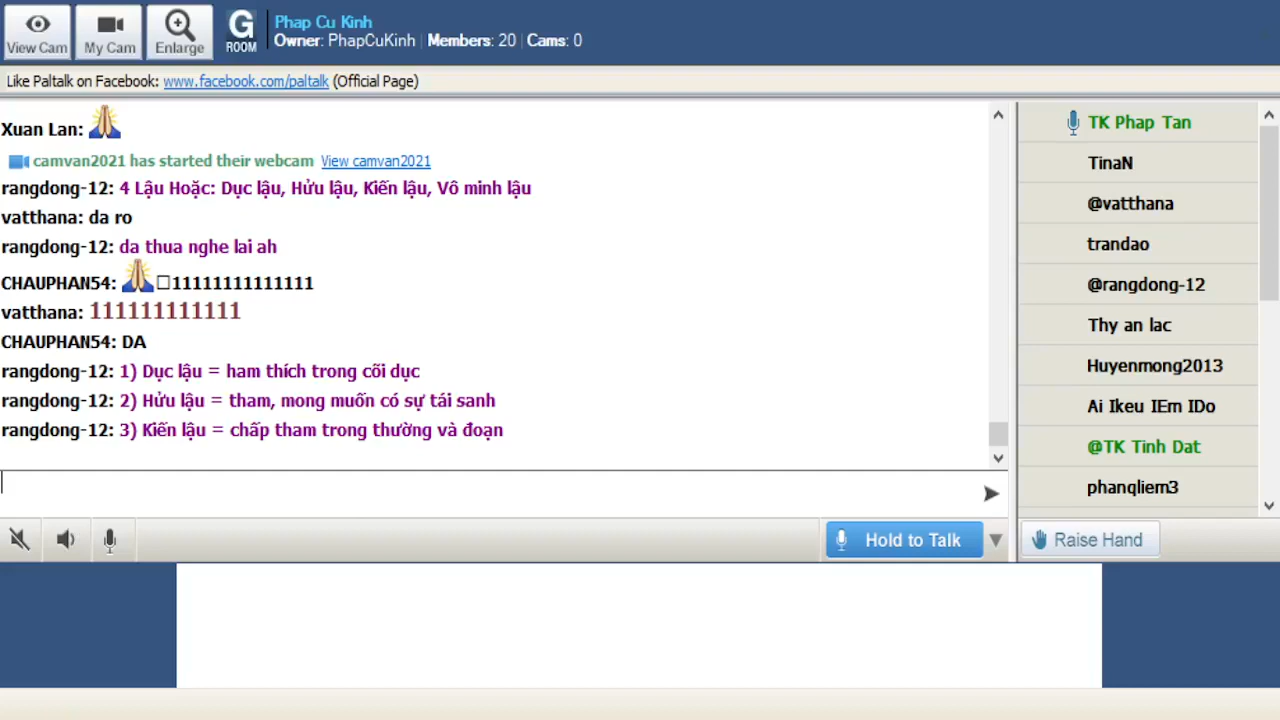 Phap Cu Kinh
View Cam
My Cam
Enlarge
G
ROOM
Owner: PhapCuKinh | Members: 20 | Cams: 0
Like Paltalk on Facebook: www.facebook.com/paltalk (Official Page)
Xuan Lan:
camvan2021 has started their webcam View camvan2021
rangdong-12: 4 Lậu Hoặc: Dục lậu, Hửu lậu, Kiến lậu, Vô minh lậu
vatthana: da ro
rangdong-12: da thua nghe lai ah
CHAUPHAN54: 11111111111111
vatthana: 111111111111
CHAUPHAN54: DA
rangdong-12: 1) Dục lậu = ham thích trong cõi dục
rangdong-12: 2) Hửu lậu = tham, mong muốn có sự tái sanh
rangdong-12: 3) Kiến lậu = chấp tham trong thường và đoạn
TK Phap Tan
TinaN
@vatthana
trandao
@rangdong-12
Thy an lac
Huyenmong2013
Ai Ikeu IEm IDo
@TK Tinh Dat
phanqliem3
Hold to Talk
Raise Hand